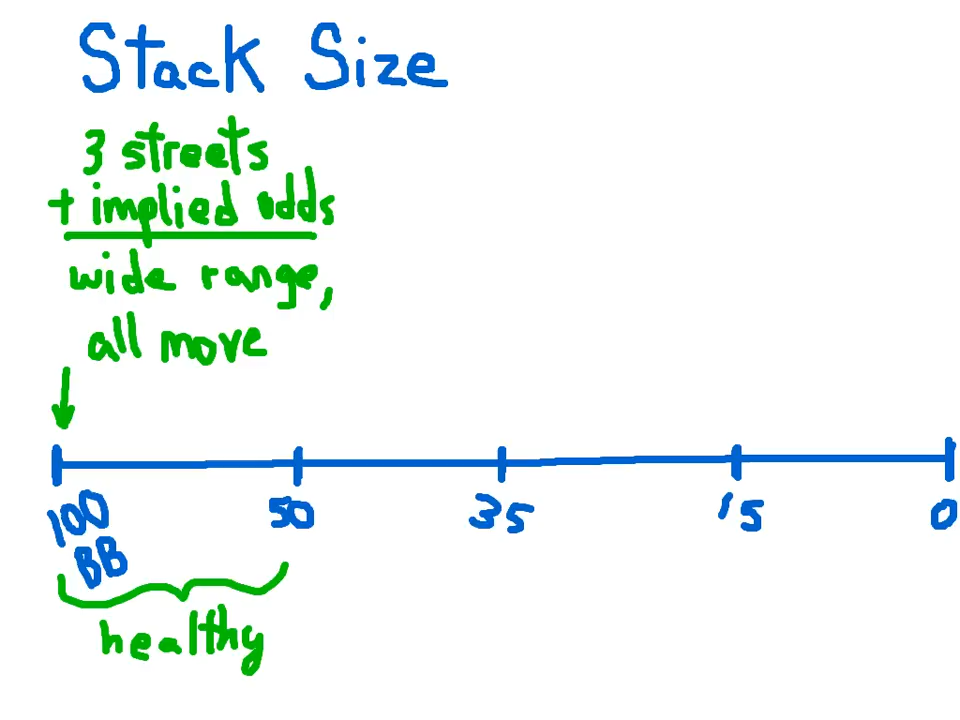 Stack Size
3 streets
+ implied odds
wide range,
all move
100 50 35 15 0
BB
healthy